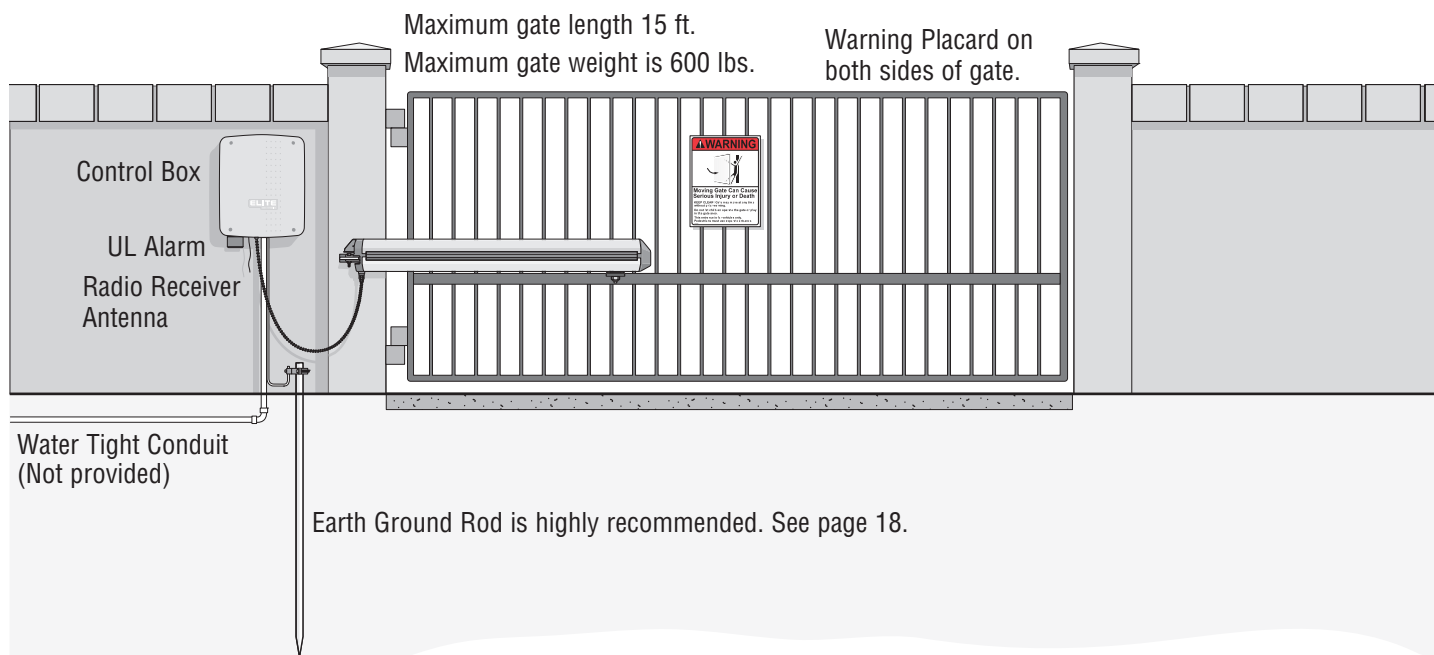 Maximum gate length 15 ft.
Maximum gate weight is 600 lbs.
Warning Placard on
both sides of gate.
WARNING
Moving Gate Can Cause
Serious Injury or Death
Control Box
ELITE
UL Alarm
Radio Receiver
Antenna
Water Tight Conduit
(Not provided)
Earth Ground Rod is highly recommended. See page 18.